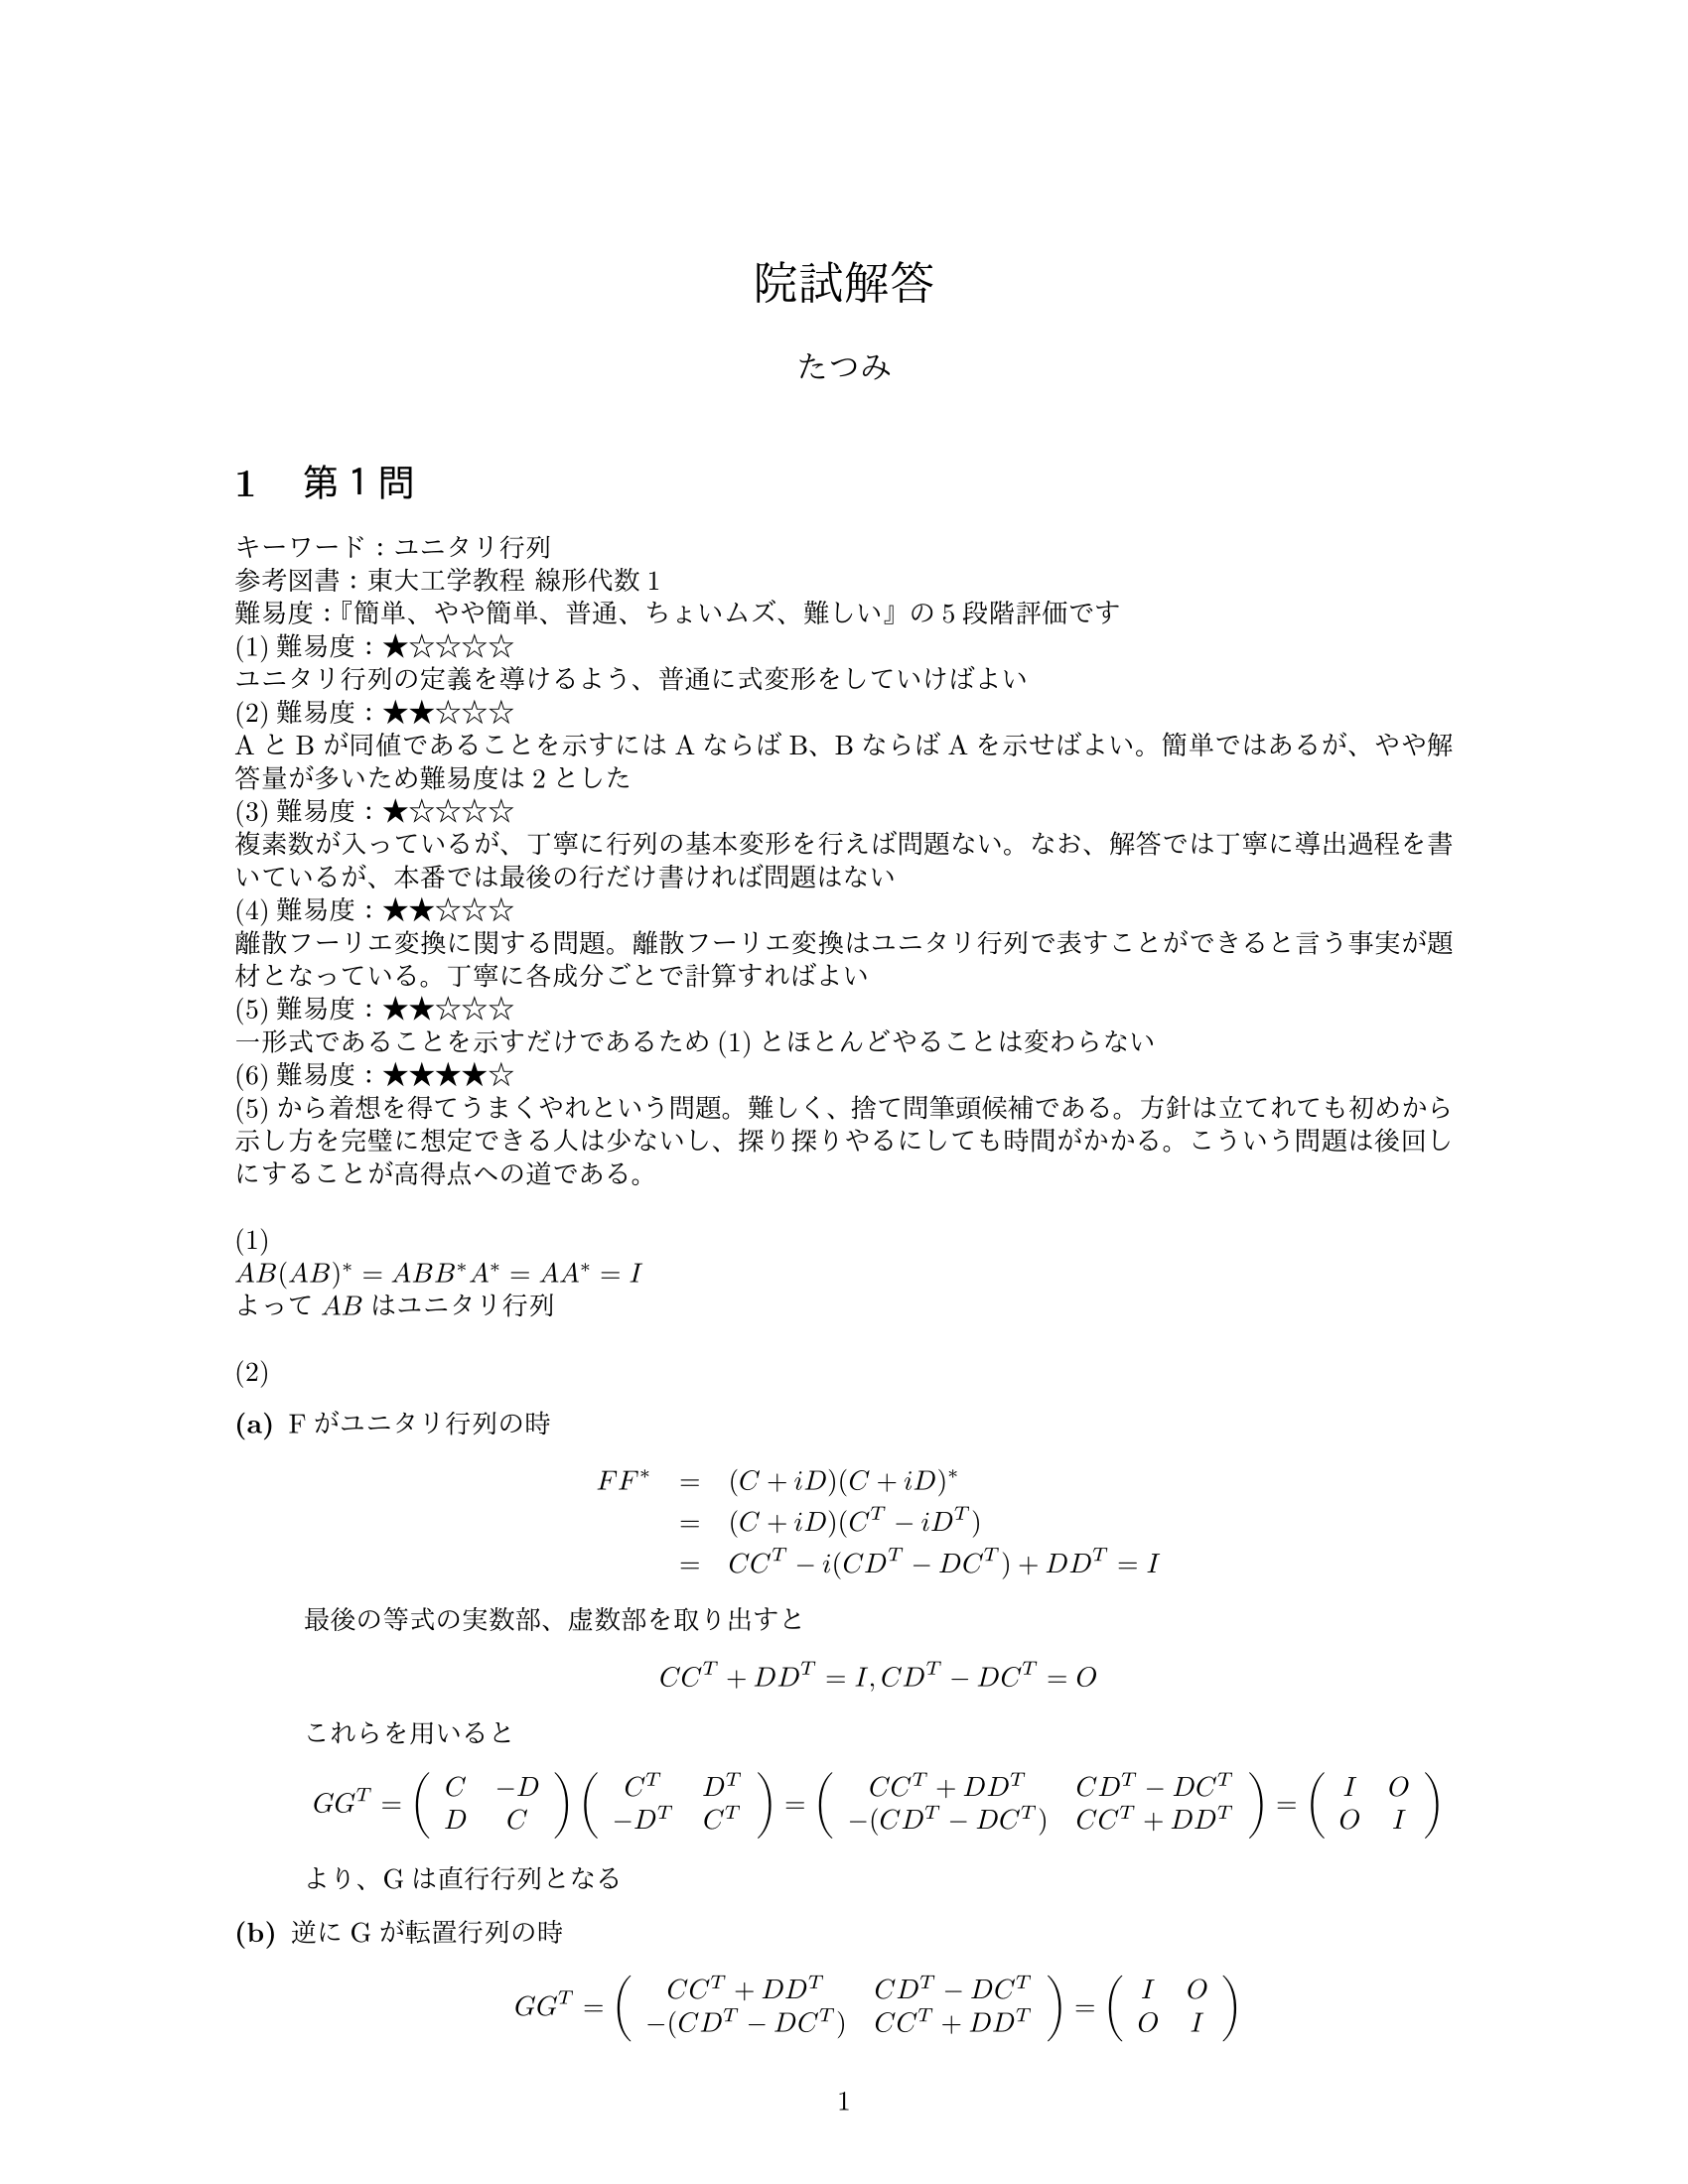 院試解答
たつみ
1 第1問
キーワード：ユニタリ行列
参考図書：東大工学教程 線形代数 1
難易度：『簡単、やや簡単、普通、ちょいムズ、難しい』の 5 段階評価です
(1) 難易度：★☆☆☆☆
ユニタリ行列の定義を導けるよう、普通に式変形をしていけばよい
(2) 難易度：★★☆☆☆
A と B が同値であることを示すには A ならば B、B ならば A を示せばよい。簡単ではあるが、やや解
答量が多いため難易度は 2 とした
(3) 難易度：★☆☆☆☆
複素数が入っているが、丁寧に行列の基本変形を行えば問題ない。なお、解答では丁寧に導出過程を書
いているが、本番では最後の行だけ書ければ問題はない
(4) 難易度：★★☆☆☆
離散フーリエ変換に関する問題。離散フーリエ変換はユニタリ行列で表すことができると言う事実が題
材となっている。丁寧に各成分ごとで計算すればよい
(5) 難易度：★★☆☆☆
一形式であることを示すだけであるため (1) とほとんどやることは変わらない
(6) 難易度：★★★★☆
(5) から着想を得てうまくやれという問題。難しく、捨て問筆頭候補である。方針は立てれても初めから
示し方を完璧に想定できる人は少ないし、探り探りやるにしても時間がかかる。こういう問題は後回し
にすることが高得点への道である。
(1)
$AB(AB)^* = ABB^*A^* = AA^* = I$
よって $AB$ はユニタリ行列
(2)
(a) F がユニタリ行列の時
$FF^* = (C + iD)(C + iD)^*$
$= (C + iD)(C^T - iD^T)$
$= CC^T - i(CD^T - DC^T) + DD^T = I$
最後の等式の実数部、虚数部を取り出すと
$CC^T + DD^T = I, CD^T - DC^T = O$
これらを用いると
$GG^T = \begin{pmatrix} C & -D \\ D & C \end{pmatrix} \begin{pmatrix} C^T & D^T \\ -D^T & C^T \end{pmatrix} = \begin{pmatrix} CC^T + DD^T & CD^T - DC^T \\ -(CD^T - DC^T) & CC^T + DD^T \end{pmatrix} = \begin{pmatrix} I & O \\ O & I \end{pmatrix}$
より、G は直行行列となる
(b) 逆に G が転置行列の時
$GG^T = \begin{pmatrix} CC^T + DD^T & CD^T - DC^T \\ -(CD^T - DC^T) & CC^T + DD^T \end{pmatrix} = \begin{pmatrix} I & O \\ O & I \end{pmatrix}$
1